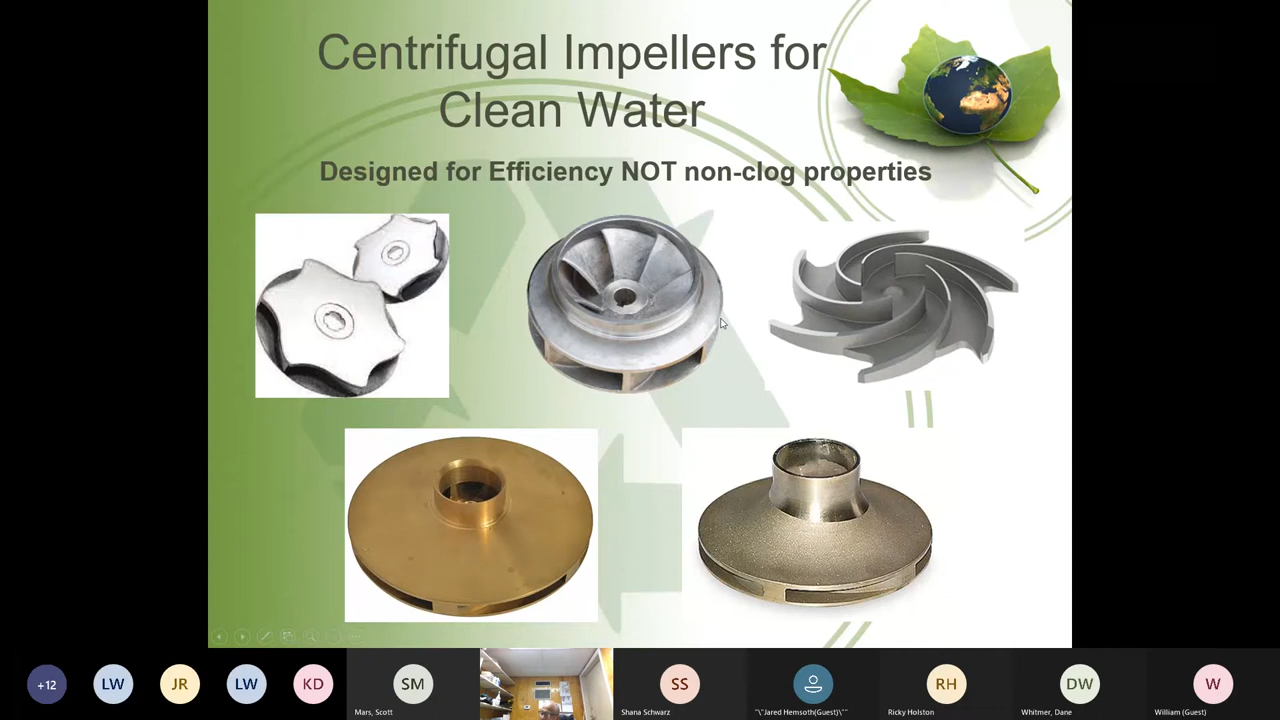 Centrifugal Impellers for
Clean Water
Designed for Efficiency NOT non-clog properties
+12
LW
JR
LW
KD
SM
Mars, Scott
SS
Shana Schwarz
"\"Jared Hemsoth(Guest)\""
RH
Ricky Holston
DW
Whitmer, Dane
W
William (Guest)